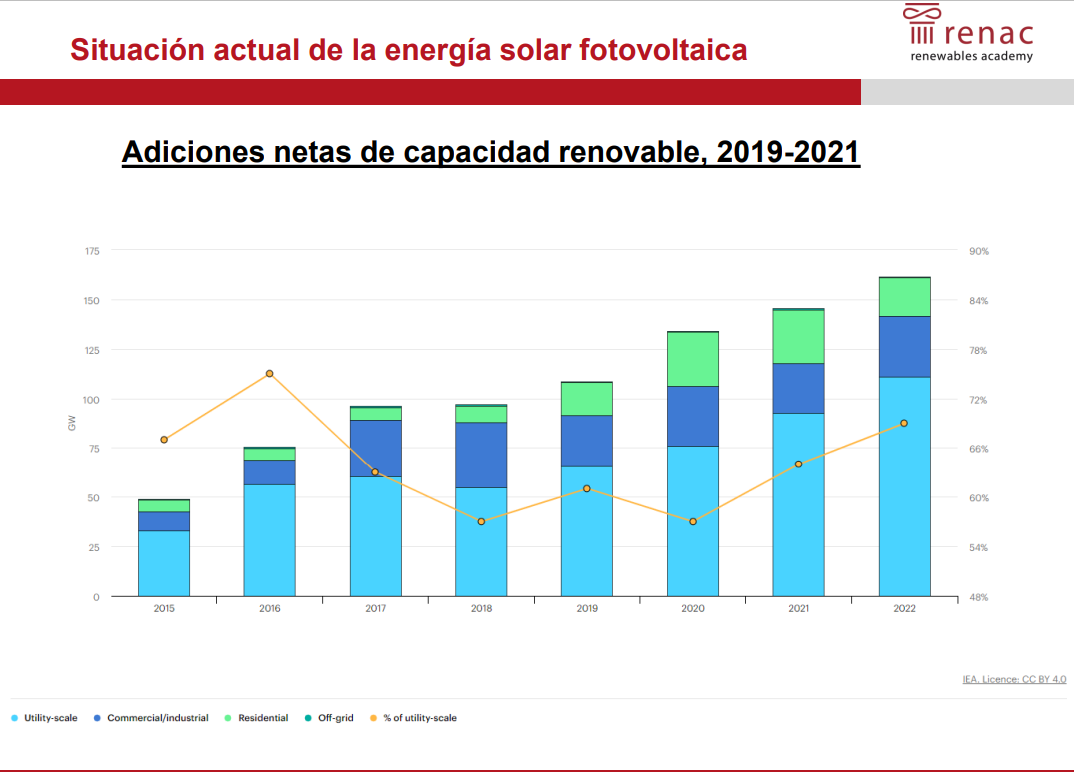 Situación actual de la energía solar fotovoltaica
renac
renewables academy
Adiciones netas de capacidad renovable, 2019-2021
175
150
125
100
75
50
25
0
GW
90%
84%
78%
72%
66%
60%
54%
48%
2015 2016 2017 2018 2019 2020 2021 2022
IEA. Licence: CC BY 4.0
Utility-scale Commercial/industrial Residential Off-grid % of utility-scale